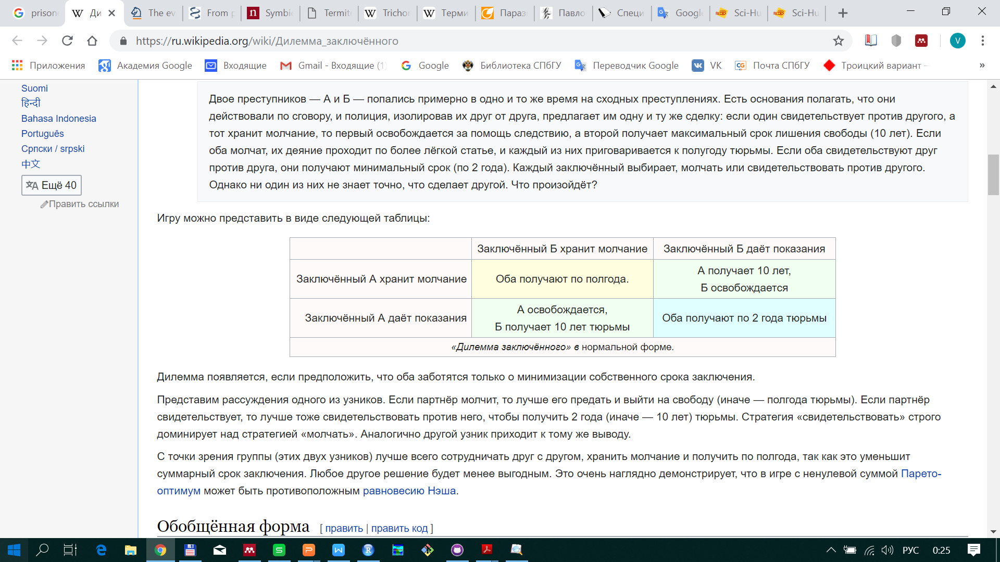 prison
Ди
The ev
From p
Symbio
Termite
Trichor
Терми
Параз
Павло
Специ
Google
Sci-Hu
Sci-Hu
https://ru.wikipedia.org/wiki/Дилемма_заключённого
V
Приложения
Академия Google
Входящие
Gmail - Входящие (1
Google
Библиотека СПбГУ
Переводчик Google
VK
Почта СПбГУ
Троицкий вариант –
»
Suomi
हिन्दी
Bahasa Indonesia
Português
Српски / srpski
中文
Ещё 40
Править ссылки
Двое преступников — А и Б — попались примерно в одно и то же время на сходных преступлениях. Есть основания полагать, что они
действовали по сговору, и полиция, изолировав их друг от друга, предлагает им одну и ту же сделку: если один свидетельствует против другого, а
тот хранит молчание, то первый освобождается за помощь следствию, а второй получает максимальный срок лишения свободы (10 лет). Если
оба молчат, их деяние проходит по более лёгкой статье, и каждый из них приговаривается к полугоду тюрьмы. Если оба свидетельствуют друг
против друга, они получают минимальный срок (по 2 года). Каждый заключённый выбирает, молчать или свидетельствовать против другого.
Однако ни один из них не знает точно, что сделает другой. Что произойдёт?
Игру можно представить в виде следующей таблицы:
Заключённый Б хранит молчание
Заключённый Б даёт показания
Заключённый А хранит молчание
Оба получают по полгода.
А получает 10 лет,
Б освобождается
Заключённый А даёт показания
А освобождается,
Б получает 10 лет тюрьмы
Оба получают по 2 года тюрьмы
«Дилемма заключённого» в нормальной форме.
Дилемма появляется, если предположить, что оба заботятся только о минимизации собственного срока заключения.
Представим рассуждения одного из узников. Если партнёр молчит, то лучше его предать и выйти на свободу (иначе — полгода тюрьмы). Если партнёр
свидетельствует, то лучше тоже свидетельствовать против него, чтобы получить 2 года (иначе — 10 лет) тюрьмы. Стратегия «свидетельствовать» строго
доминирует над стратегией «молчать». Аналогично другой узник приходит к тому же выводу.
С точки зрения группы (этих двух узников) лучше всего сотрудничать друг с другом, хранить молчание и получить по полгода, так как это уменьшит
суммарный срок заключения. Любое другое решение будет менее выгодным. Это очень наглядно демонстрирует, что в игре с ненулевой суммой Парето-
оптимум может быть противоположным равновесию Нэша.
Обобщённая форма [ править | править код ]
РУС
0:25